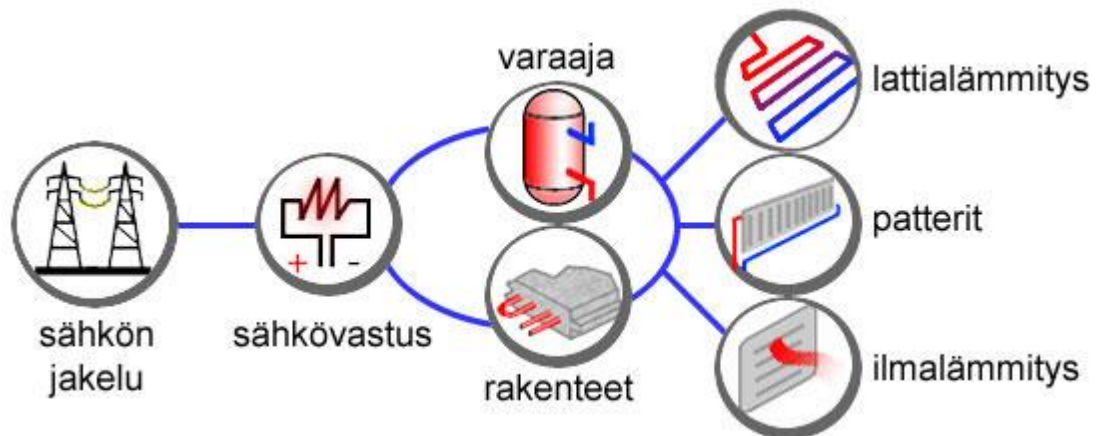 sähkön
jakelu
sähkövastus
+ -
varaaja
rakenteet
lattialämmitys
patterit
ilmalämmitys